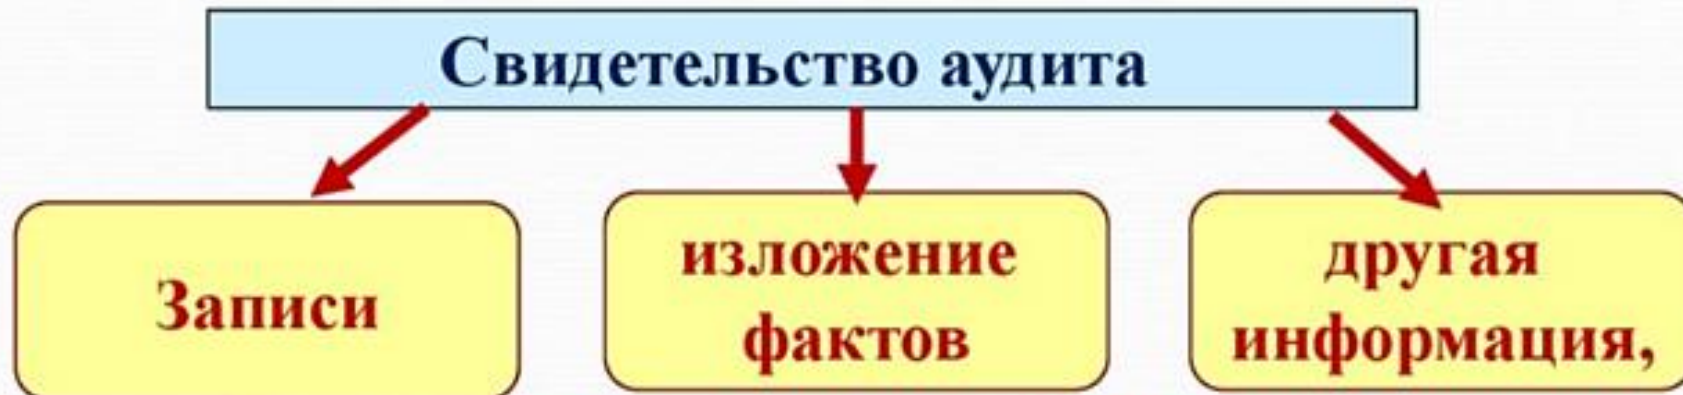 Свидетельство аудита
Записи
изложение
фактов
другая
информация,